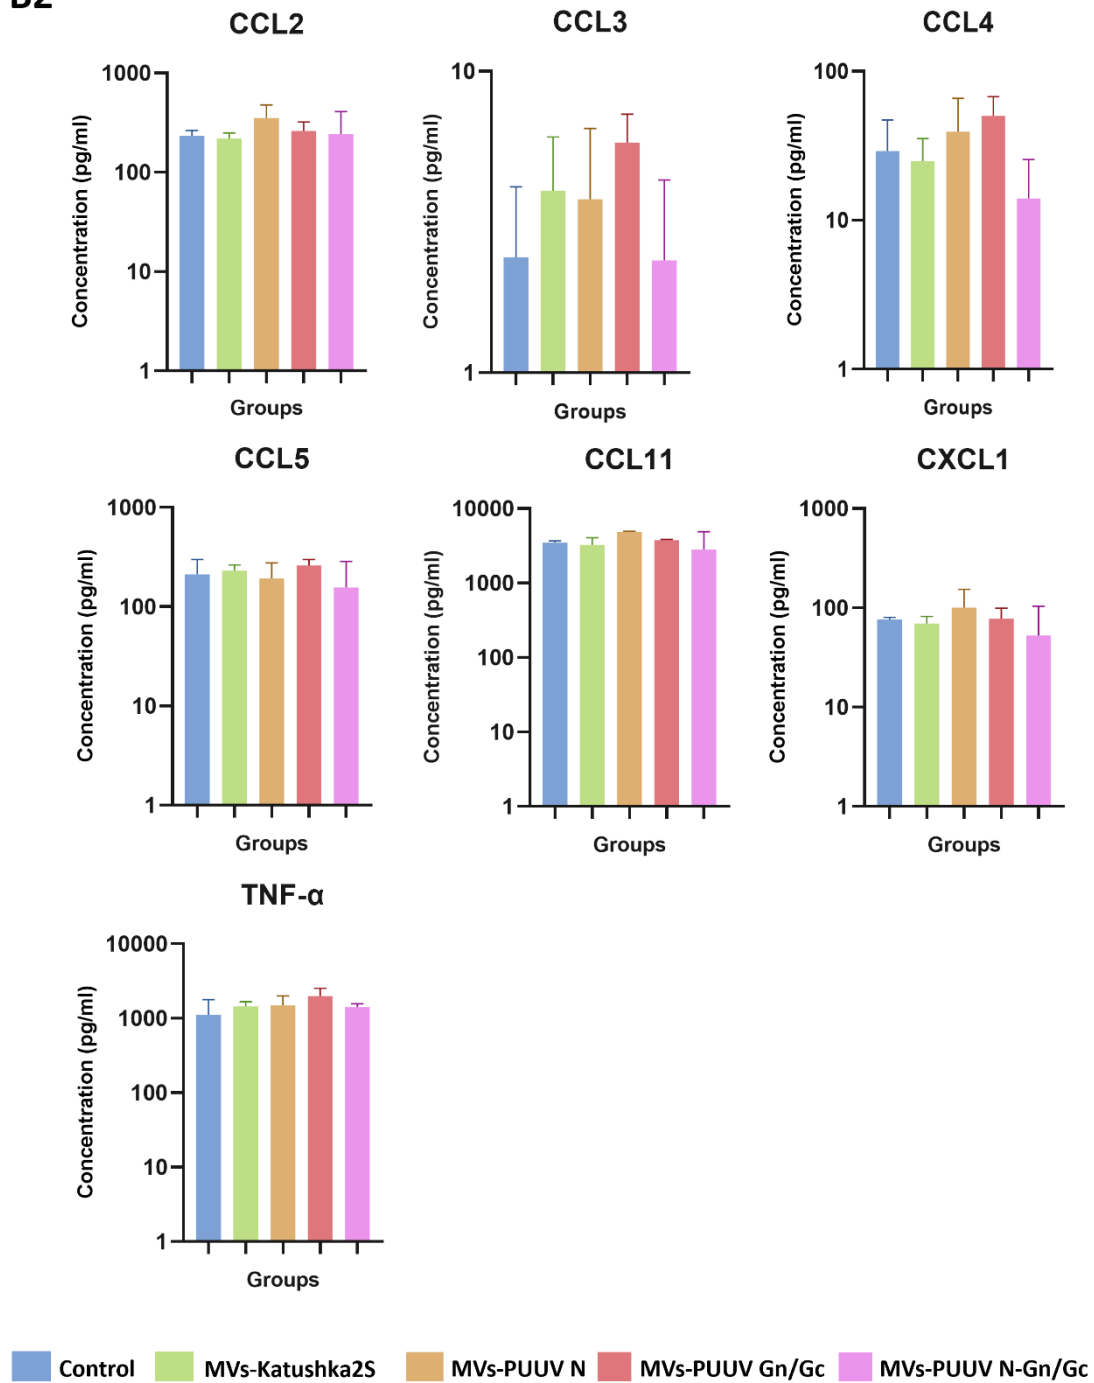 B2
CCL2
CCL3
CCL4
1000
100
10
1
Concentration (pg/ml)
Groups
10
1
Concentration (pg/ml)
Groups
100
10
1
Concentration (pg/ml)
Groups
CCL5
CCL11
CXCL1
1000
100
10
1
Concentration (pg/ml)
Groups
10000
1000
100
10
1
Concentration (pg/ml)
Groups
1000
100
10
1
Concentration (pg/ml)
Groups
TNF-α
10000
1000
100
10
1
Concentration (pg/ml)
Groups
Control MVs-Katushka2S MVs-PUUV N MVs-PUUV Gn/Gc MVs-PUUV N-Gn/Gc